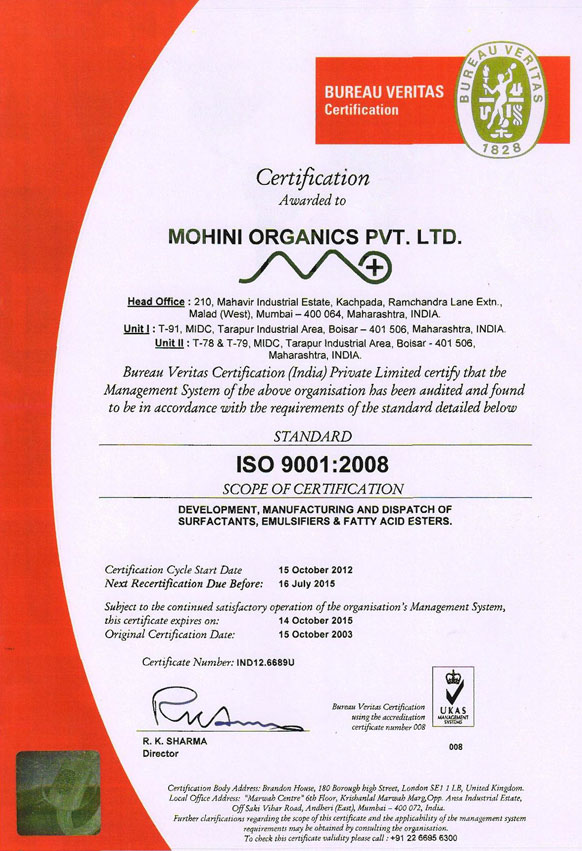 BUREAU VERITAS
Certification
BUREAU VERITAS
1828
Certification
Awarded to
MOHINI ORGANICS PVT. LTD.
Head Office : 210, Mahavir Industrial Estate, Kachpada, Ramchandra Lane Extn.,
Malad (West), Mumbai – 400 064, Maharashtra, INDIA.
Unit I : T-91, MIDC, Tarapur Industrial Area, Boisar – 401 506, Maharashtra, INDIA.
Unit II : T-78 & T-79, MIDC, Tarapur Industrial Area, Boisar - 401 506,
Maharashtra, INDIA.
Bureau Veritas Certification (India) Private Limited certify that the
Management System of the above organisation has been audited and found
to be in accordance with the requirements of the standard detailed below
STANDARD
ISO 9001:2008
SCOPE OF CERTIFICATION
DEVELOPMENT, MANUFACTURING AND DISPATCH OF
SURFACTANTS, EMULSIFIERS & FATTY ACID ESTERS.
Certification Cycle Start Date 15 October 2012
Next Recertification Due Before: 16 July 2015
Subject to the continued satisfactory operation of the organisation's Management System,
this certificate expires on: 14 October 2015
Original Certification Date: 15 October 2003
Certificate Number: IND12.6689U
R. K. SHARMA
Director
Bureau Veritas Certification
using the accreditation
certificate number 008
UKAS
MANAGEMENT
SYSTEMS
008
Certification Body Address: Brandon House, 180 Borough high Street, London SE1 1 LB, United Kingdom.
Local Office Address: "Marwah Centre" 6th Floor, Krishanlal Marwah Marg,Opp. Ansa Industrial Estate,
Off Saki Vihar Road, Andheri (East), Mumbai – 400 072, India.
Further clarifications regarding the scope of this certificate and the applicability of the management system
requirements may be obtained by consulting the organisation.
To check this certificate validity please call : +91 22 6695 6300